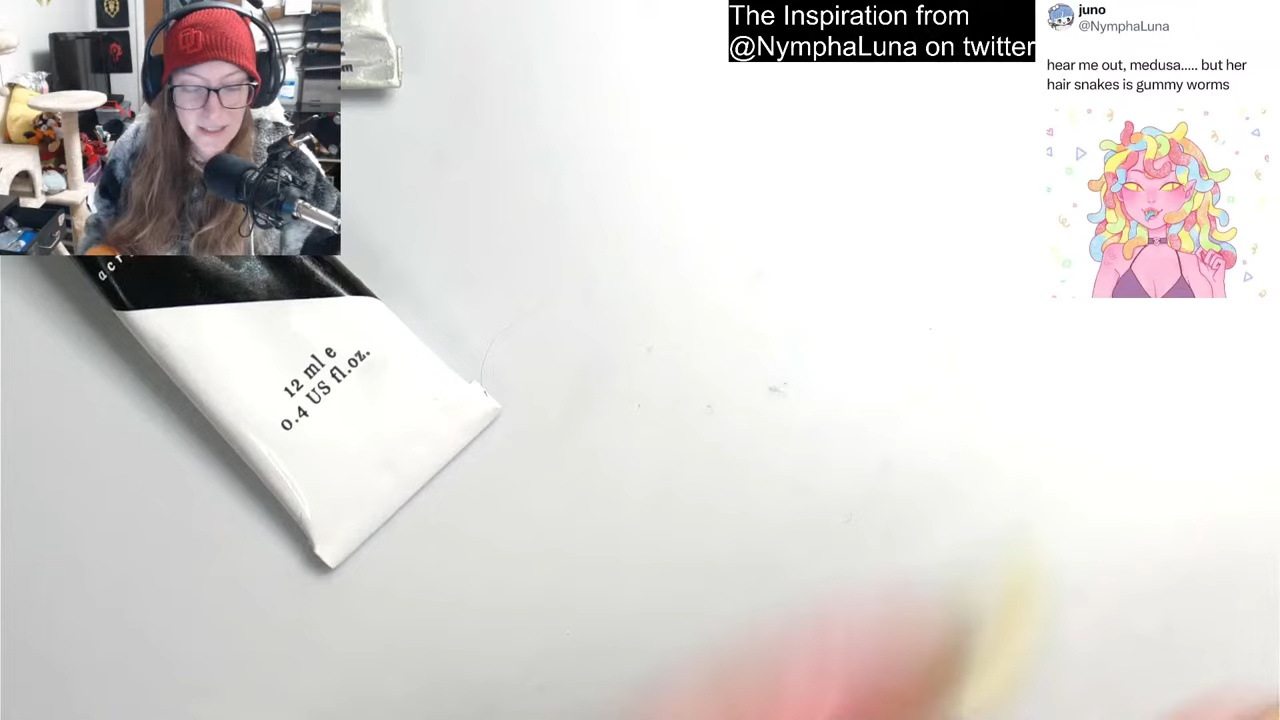 The Inspiration from
@NymphaLuna on twitter
juno
@NymphaLuna
hear me out, medusa..... but her
hair snakes is gummy worms
acr
12 ml e
0.4 US fl.oz.